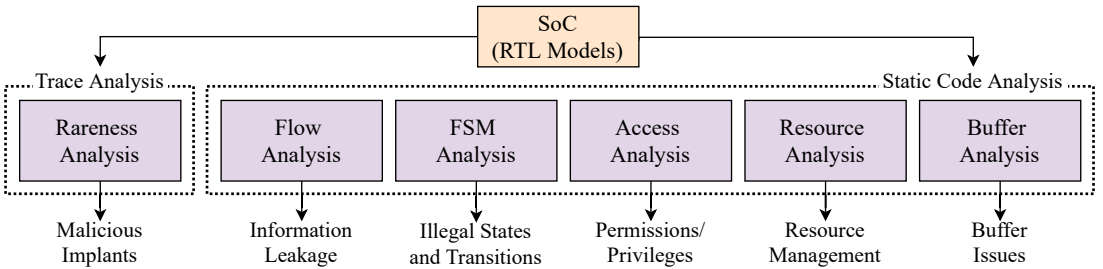 SoC
(RTL Models)
Trace Analysis
Static Code Analysis
Rareness
Analysis
Flow
Analysis
FSM
Analysis
Access
Analysis
Resource
Analysis
Buffer
Analysis
Malicious
Implants
Information
Leakage
Illegal States
and Transitions
Permissions/
Privileges
Resource
Management
Buffer
Issues